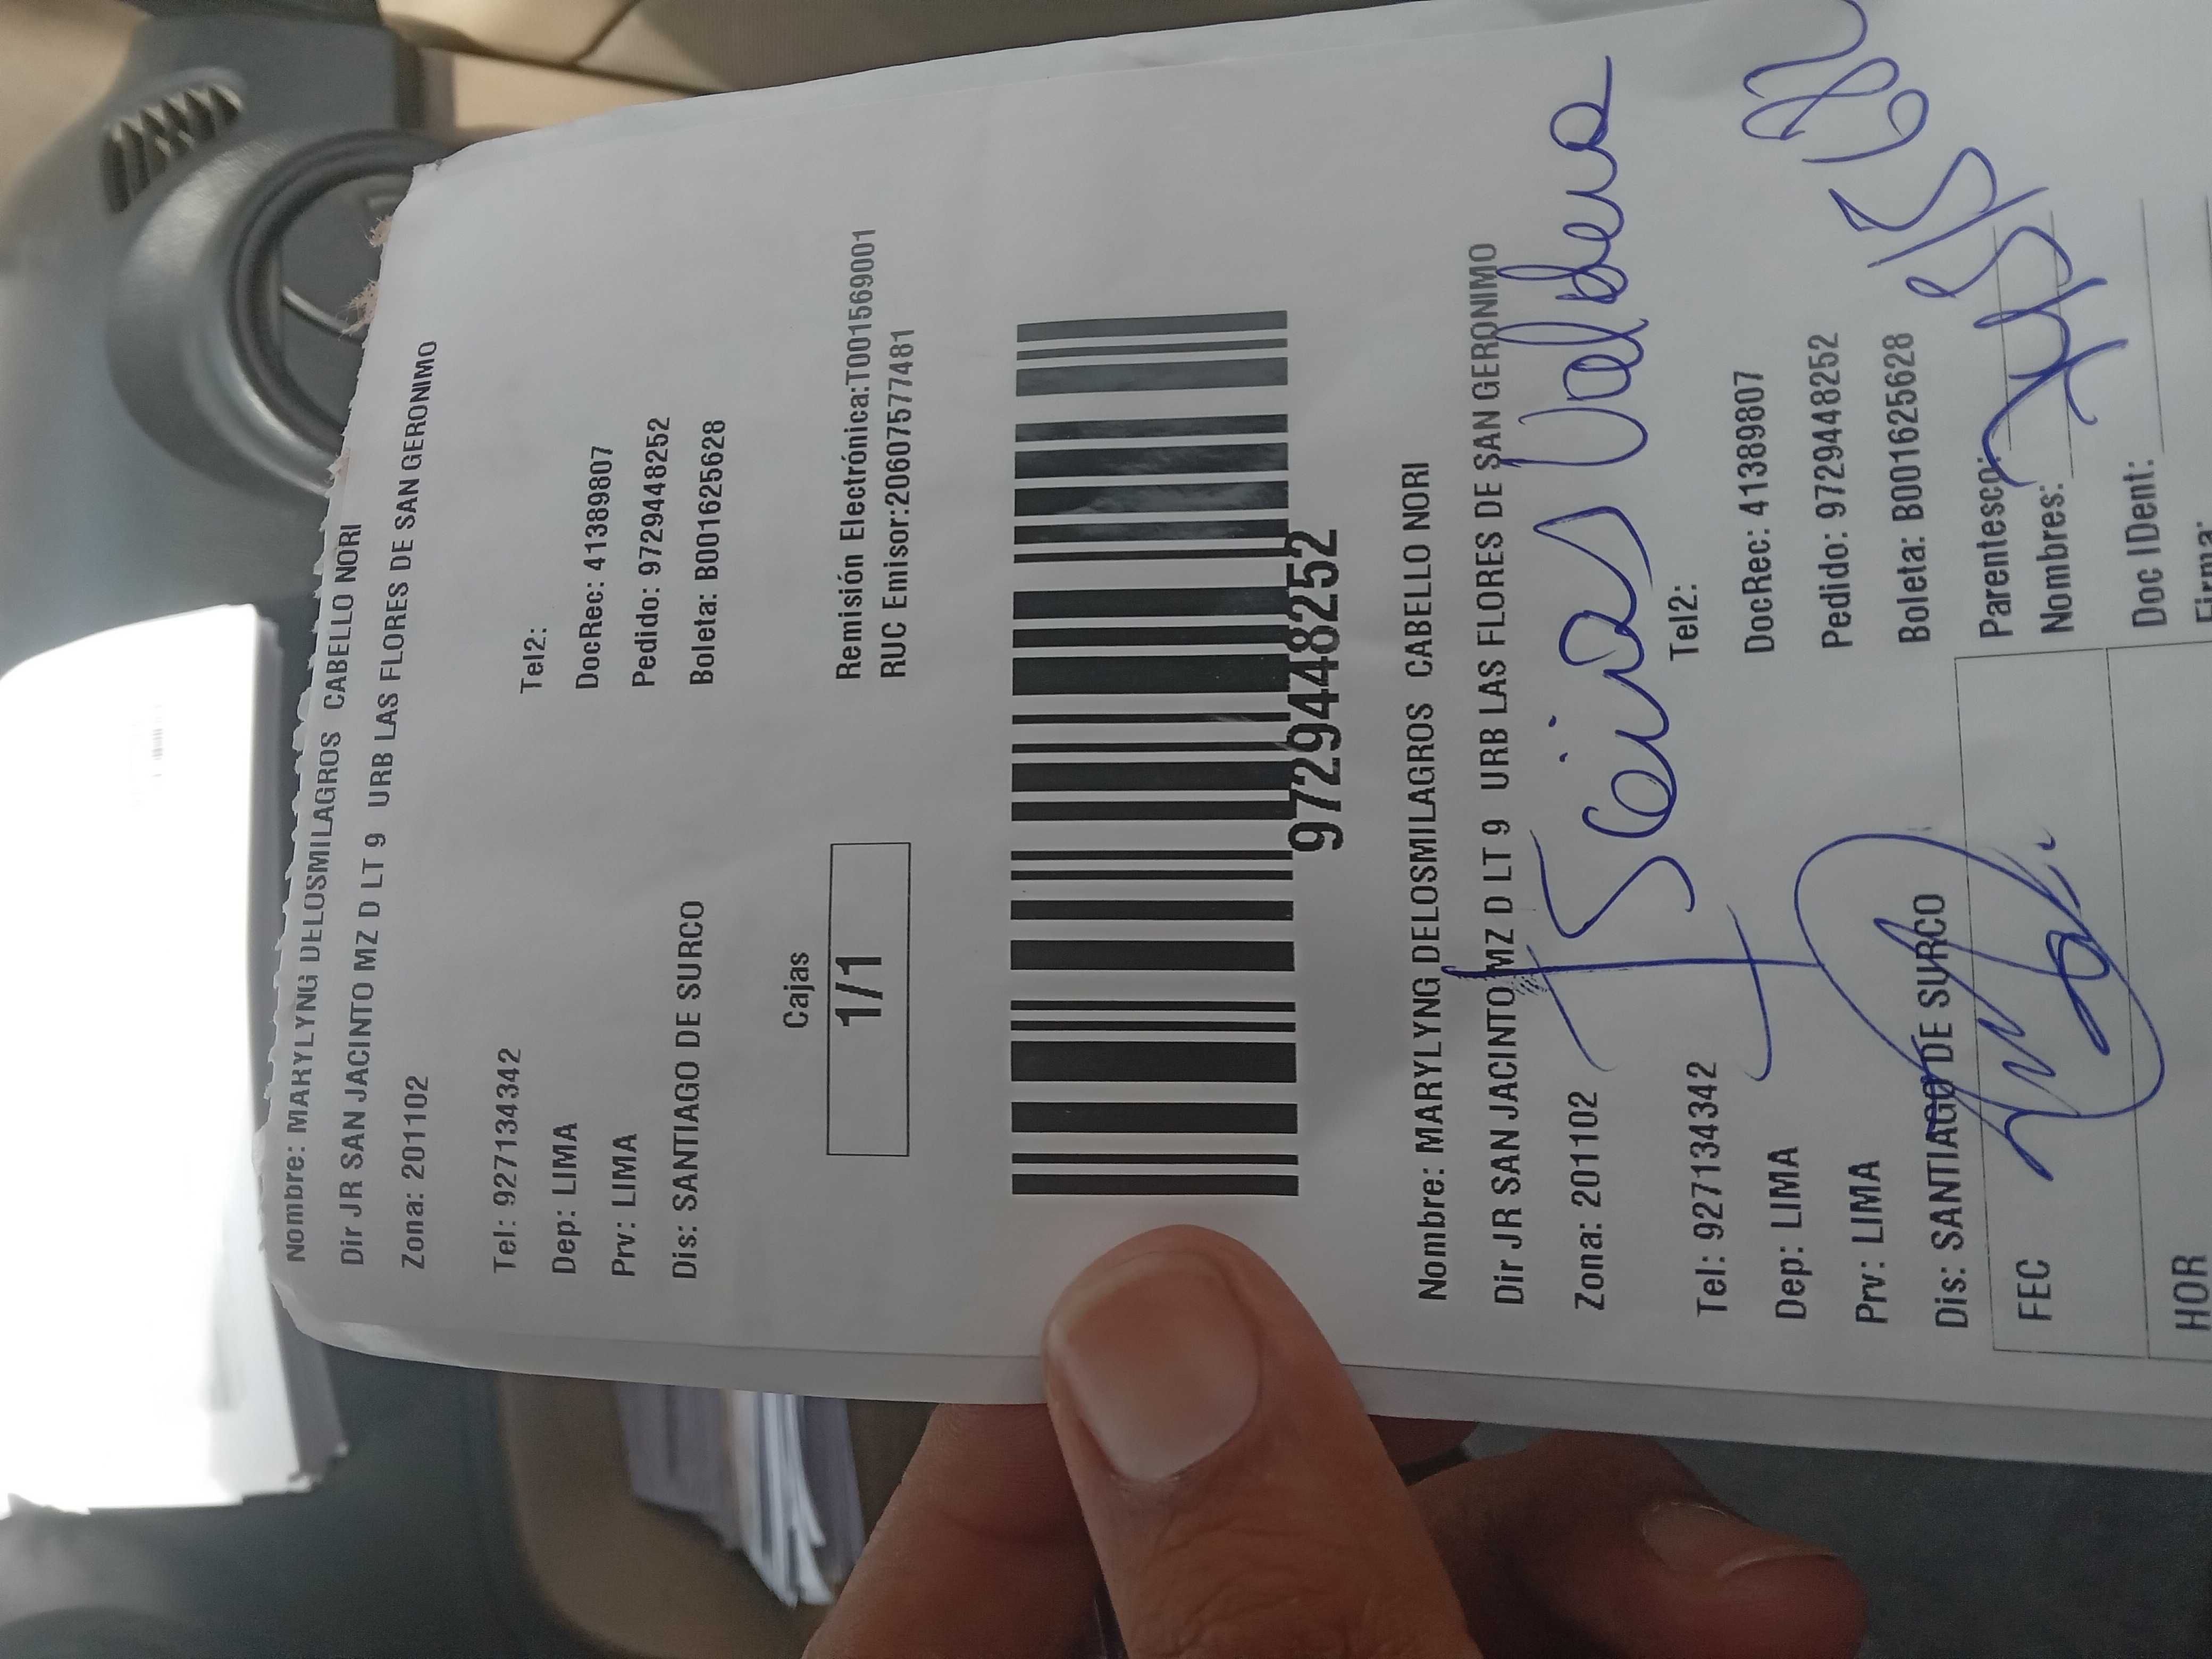 Nombre: MARYLYNG DELOSMILAGROS CABELLO NORI
Dir JR SAN JACINTO MZ D LT 9 URB LAS FLORES DE SAN GERONIMO
Zona: 201102
Tel: 927134342 Tel2:
Dep: LIMA DocRec: 41389807
Prv: LIMA Pedido: 97294448252
Dis: SANTIAGO DE SURCO Boleta: B001625628
Cajas
1/1
Remisión Electrónica:T001569001
RUC Emisor:20607577481
97294448252
Nombre: MARYLYNG DELOSMILAGROS CABELLO NORI
Dir JR SAN JACINTO MZ D LT 9 URB LAS FLORES DE SAN GERONIMO
Zona: 201102
Tel: 927134342 Tel2:
Dep: LIMA DocRec: 41389807
Prv: LIMA Pedido: 97294448252
Dis: SANTIAGO DE SURCO Boleta: B001625628
FEC Parentesco:
Nombres:
HOR Doc IDent:
Firma: